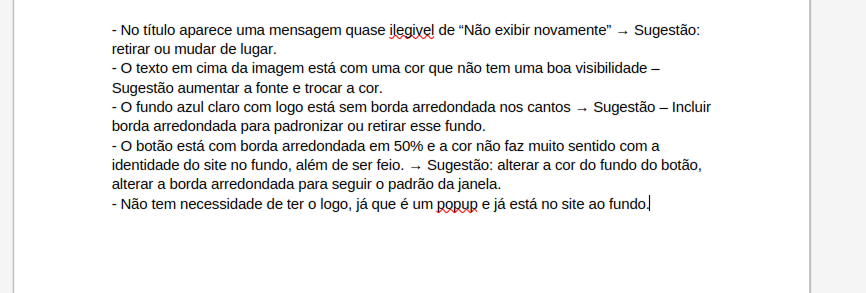 - No título aparece uma mensagem quase ilegivel de “Não exibir novamente” → Sugestão:
retirar ou mudar de lugar.
- O texto em cima da imagem está com uma cor que não tem uma boa visibilidade –
Sugestão aumentar a fonte e trocar a cor.
- O fundo azul claro com logo está sem borda arredondada nos cantos → Sugestão – Incluir
borda arredondada para padronizar ou retirar esse fundo.
- O botão está com borda arredondada em 50% e a cor não faz muito sentido com a
identidade do site no fundo, além de ser feio. → Sugestão: alterar a cor do fundo do botão,
alterar a borda arredondada para seguir o padrão da janela.
- Não tem necessidade de ter o logo, já que é um popup e já está no site ao fundo.